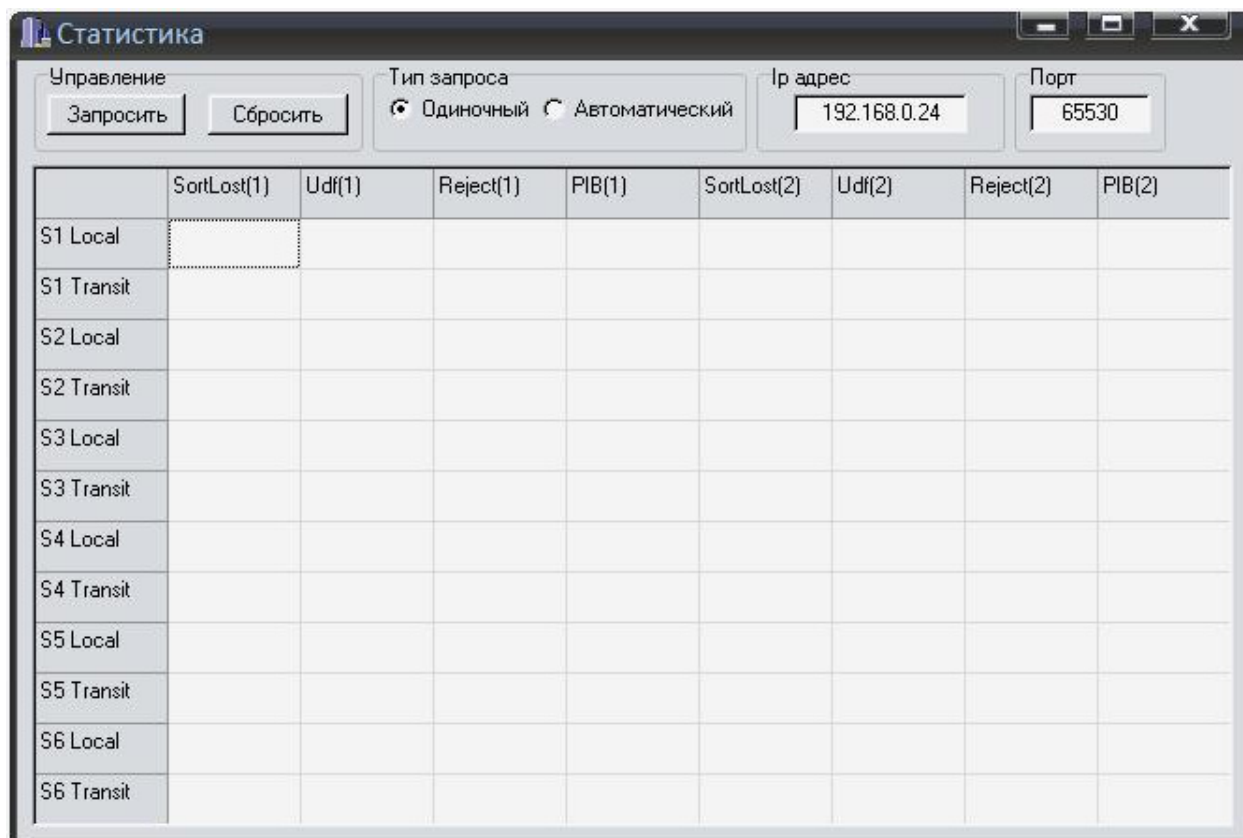 Статистика
Управление Тип запроса Ip адрес Порт
Запросить Сбросить Одиночный Автоматический 192.168.0.24 65530
SortLost(1) Udf(1) Reject(1) PIB(1) SortLost(2) Udf(2) Reject(2) PIB(2)
S1 Local
S1 Transit
S2 Local
S2 Transit
S3 Local
S3 Transit
S4 Local
S4 Transit
S5 Local
S5 Transit
S6 Local
S6 Transit